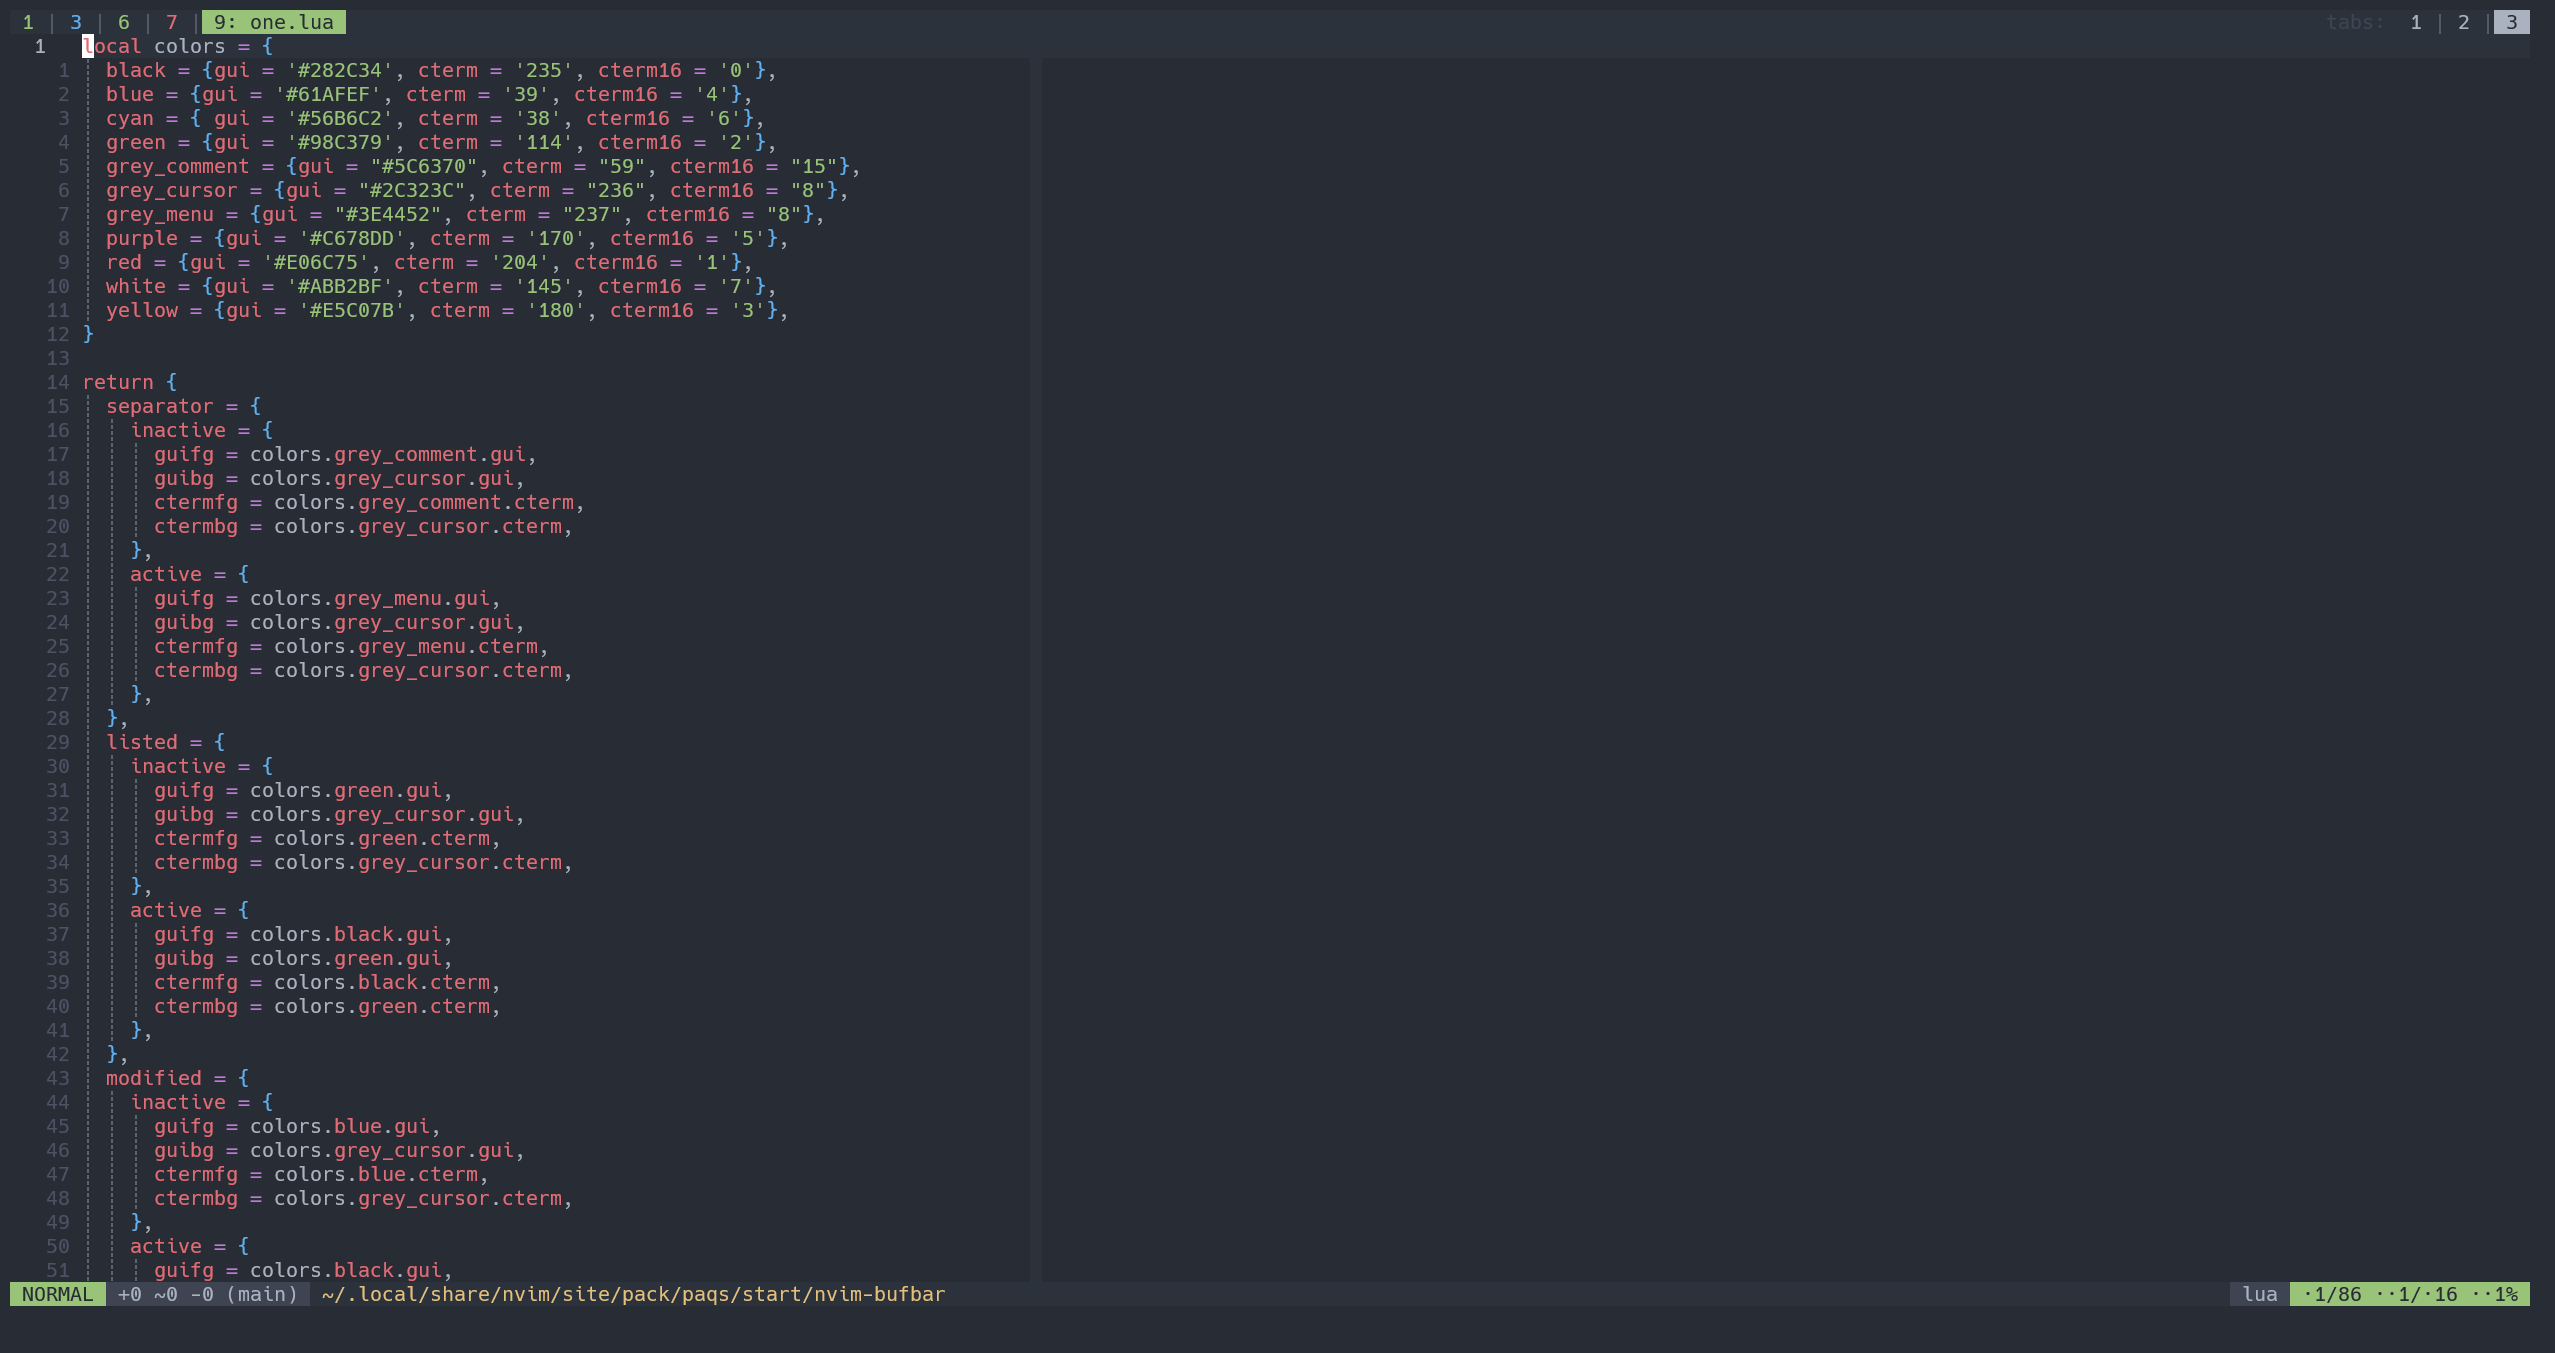 1 | 3 | 6 | 7 | 9: one.lua tabs: 1 | 2 | 3
1 local colors = {
1 black = {gui = '#282C34', cterm = '235', cterm16 = '0'},
2 blue = {gui = '#61AFEF', cterm = '39', cterm16 = '4'},
3 cyan = { gui = '#56B6C2', cterm = '38', cterm16 = '6'},
4 green = {gui = '#98C379', cterm = '114', cterm16 = '2'},
5 grey_comment = {gui = "#5C6370", cterm = "59", cterm16 = "15"},
6 grey_cursor = {gui = "#2C323C", cterm = "236", cterm16 = "8"},
7 grey_menu = {gui = "#3E4452", cterm = "237", cterm16 = "8"},
8 purple = {gui = '#C678DD', cterm = '170', cterm16 = '5'},
9 red = {gui = '#E06C75', cterm = '204', cterm16 = '1'},
10 white = {gui = '#ABB2BF', cterm = '145', cterm16 = '7'},
11 yellow = {gui = '#E5C07B', cterm = '180', cterm16 = '3'},
12 }
13
14 return {
15 separator = {
16 inactive = {
17 guifg = colors.grey_comment.gui,
18 guibg = colors.grey_cursor.gui,
19 ctermfg = colors.grey_comment.cterm,
20 ctermbg = colors.grey_cursor.cterm,
21 },
22 active = {
23 guifg = colors.grey_menu.gui,
24 guibg = colors.grey_cursor.gui,
25 ctermfg = colors.grey_menu.cterm,
26 ctermbg = colors.grey_cursor.cterm,
27 },
28 },
29 listed = {
30 inactive = {
31 guifg = colors.green.gui,
32 guibg = colors.grey_cursor.gui,
33 ctermfg = colors.green.cterm,
34 ctermbg = colors.grey_cursor.cterm,
35 },
36 active = {
37 guifg = colors.black.gui,
38 guibg = colors.green.gui,
39 ctermfg = colors.black.cterm,
40 ctermbg = colors.green.cterm,
41 },
42 },
43 modified = {
44 inactive = {
45 guifg = colors.blue.gui,
46 guibg = colors.grey_cursor.gui,
47 ctermfg = colors.blue.cterm,
48 ctermbg = colors.grey_cursor.cterm,
49 },
50 active = {
51 guifg = colors.black.gui,
NORMAL +0 ~0 -0 (main) ~/.local/share/nvim/site/pack/paqs/start/nvim-bufbar lua ·1/86 ··1/·16 ··1%